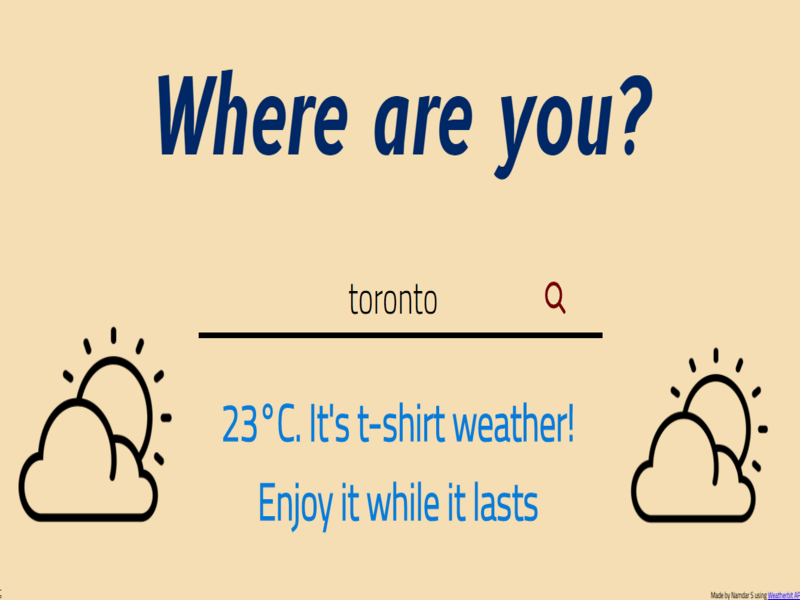 Where are you?
toronto
23°C. It's t-shirt weather!
Enjoy it while it lasts
Made by Namdar S using Weatherbit AP